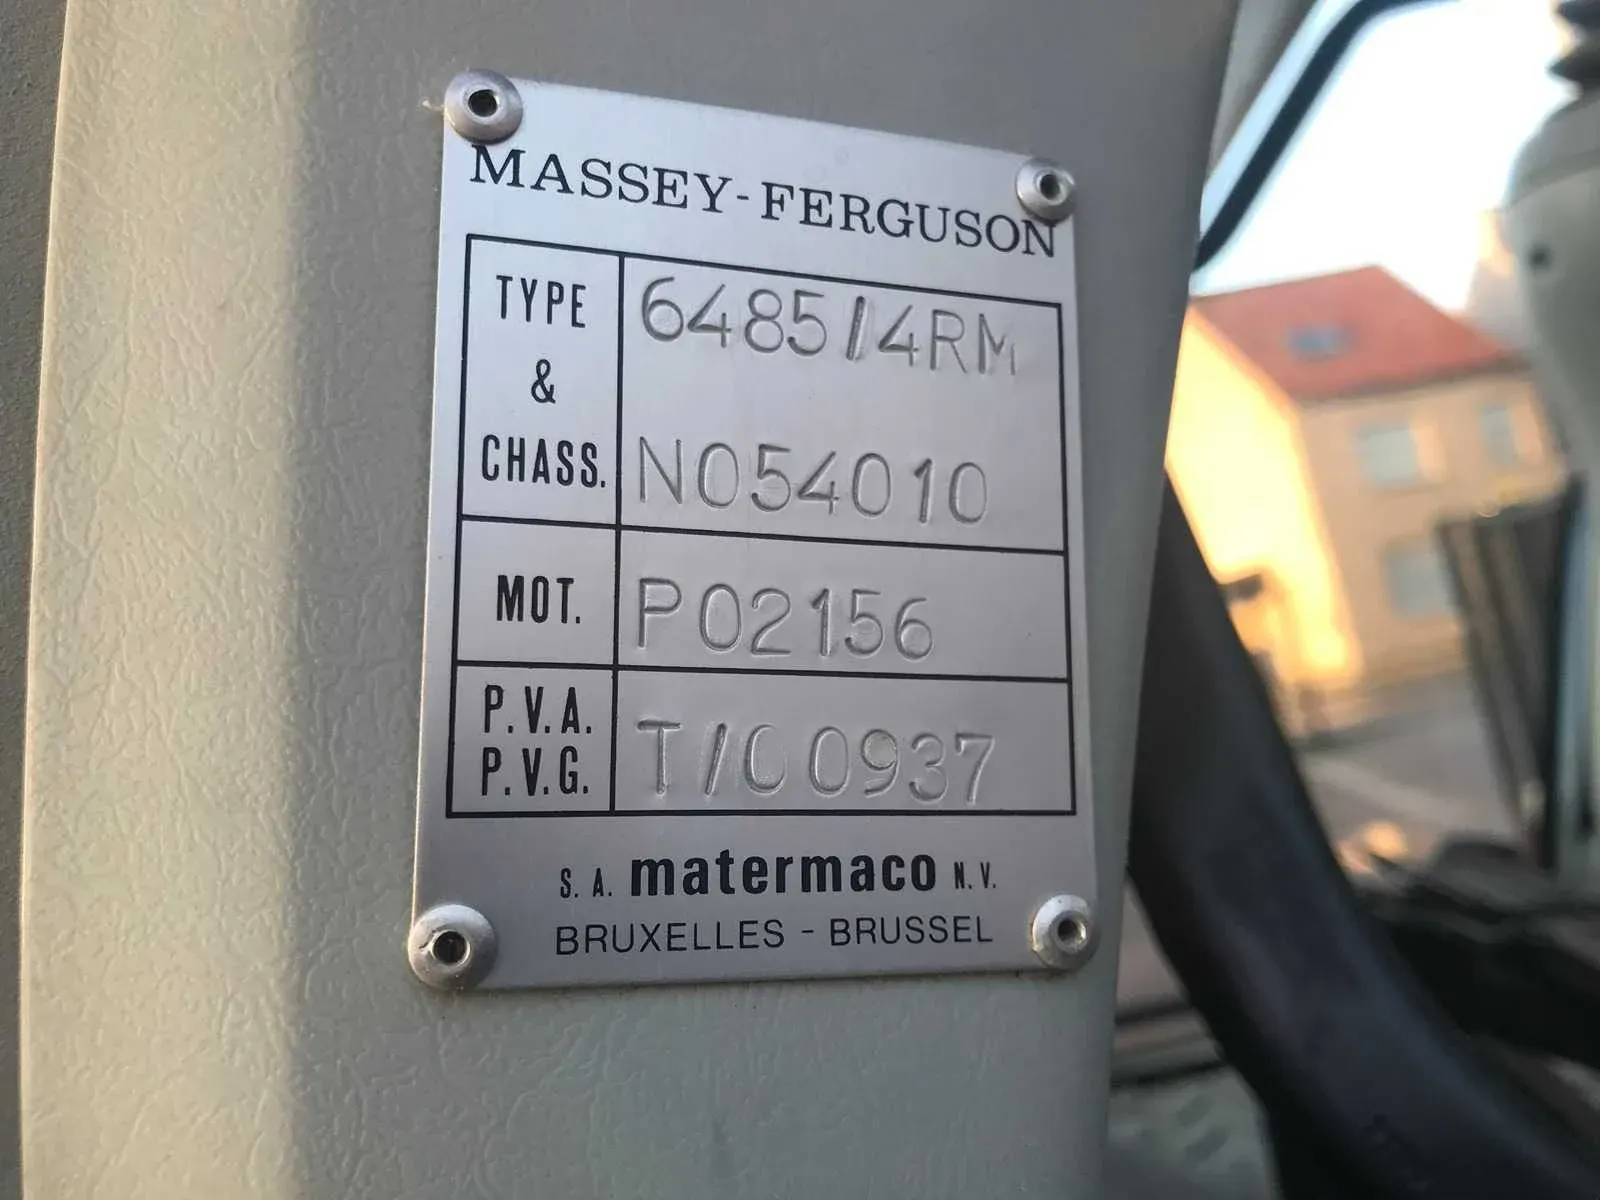 MASSEY-FERGUSON
TYPE & CHASS.
6485/4RM
N054010
MOT. P02156
P.V.A. P.V.G. T/00937
S. A. matermaco N. V.
BRUXELLES - BRUSSEL